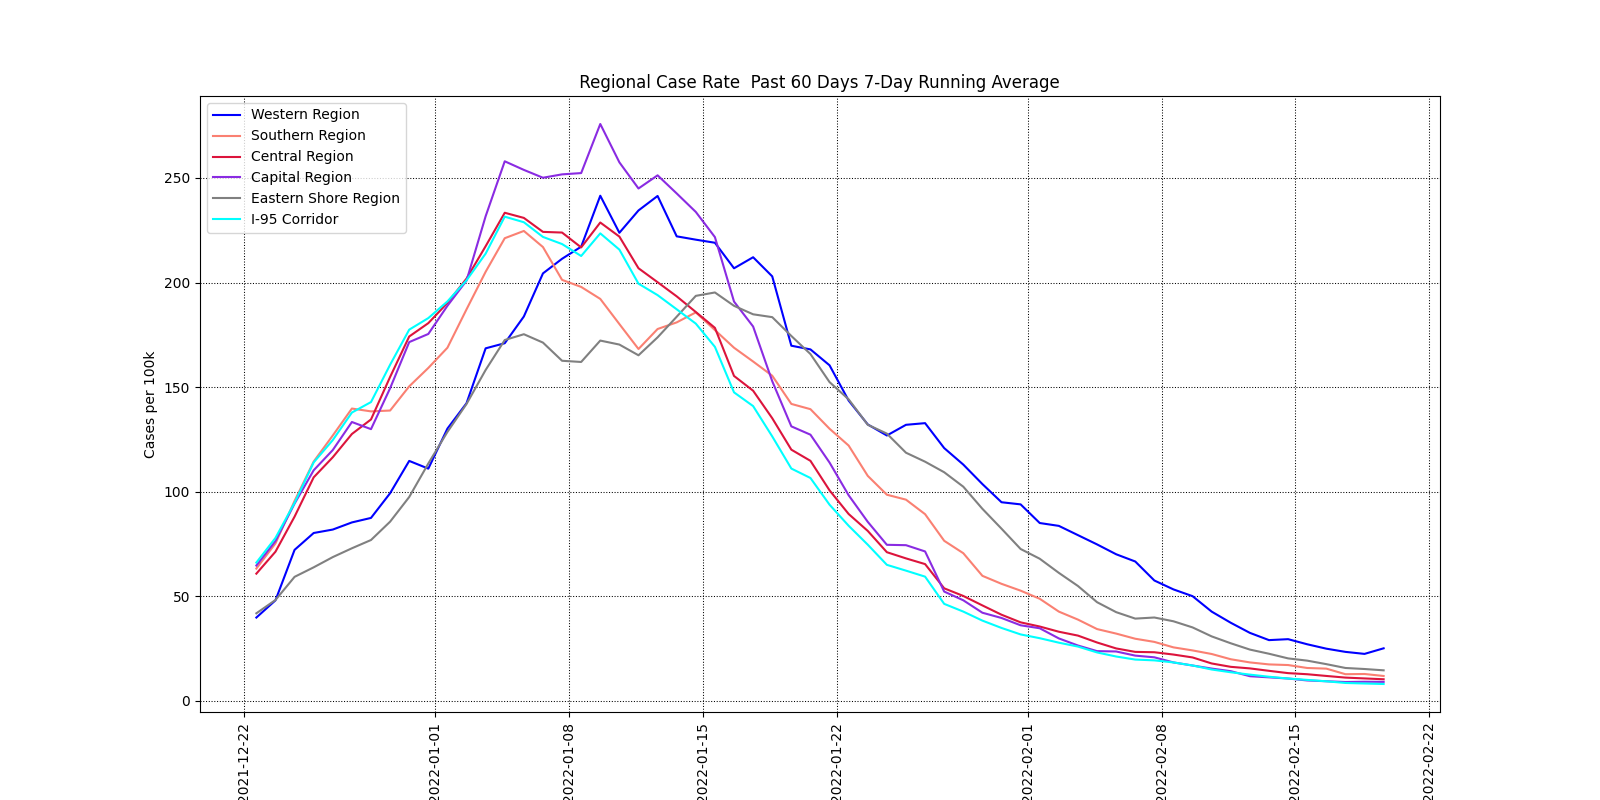 Regional Case Rate  Past 60 Days 7-Day Running Average
Western Region
Southern Region
Central Region
Capital Region
Eastern Shore Region
I-95 Corridor
Cases per 100k
250
200
150
100
50
0
2021-12-22
2022-01-01
2022-01-08
2022-01-15
2022-01-22
2022-02-01
2022-02-08
2022-02-15
2022-02-22